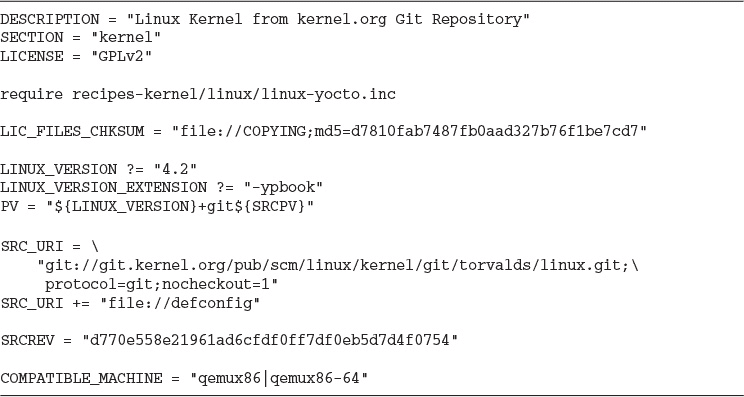 DESCRIPTION = "Linux Kernel from kernel.org Git Repository"
SECTION = "kernel"
LICENSE = "GPLv2"
require recipes-kernel/linux/linux-yocto.inc
LIC_FILES_CHKSUM = "file://COPYING;md5=d7810fab7487fb0aad327b76f1be7cd7"
LINUX_VERSION ?= "4.2"
LINUX_VERSION_EXTENSION ?= "-ypbook"
PV = "${LINUX_VERSION}+git${SRCPV}"
SRC_URI = \
"git://git.kernel.org/pub/scm/linux/kernel/git/torvalds/linux.git;\
protocol=git;nocheckout=1"
SRC_URI += "file://defconfig"
SRCREV = "d770e558e21961ad6cfdf0ff7df0eb5d7d4f0754"
COMPATIBLE_MACHINE = "qemux86|qemux86-64"